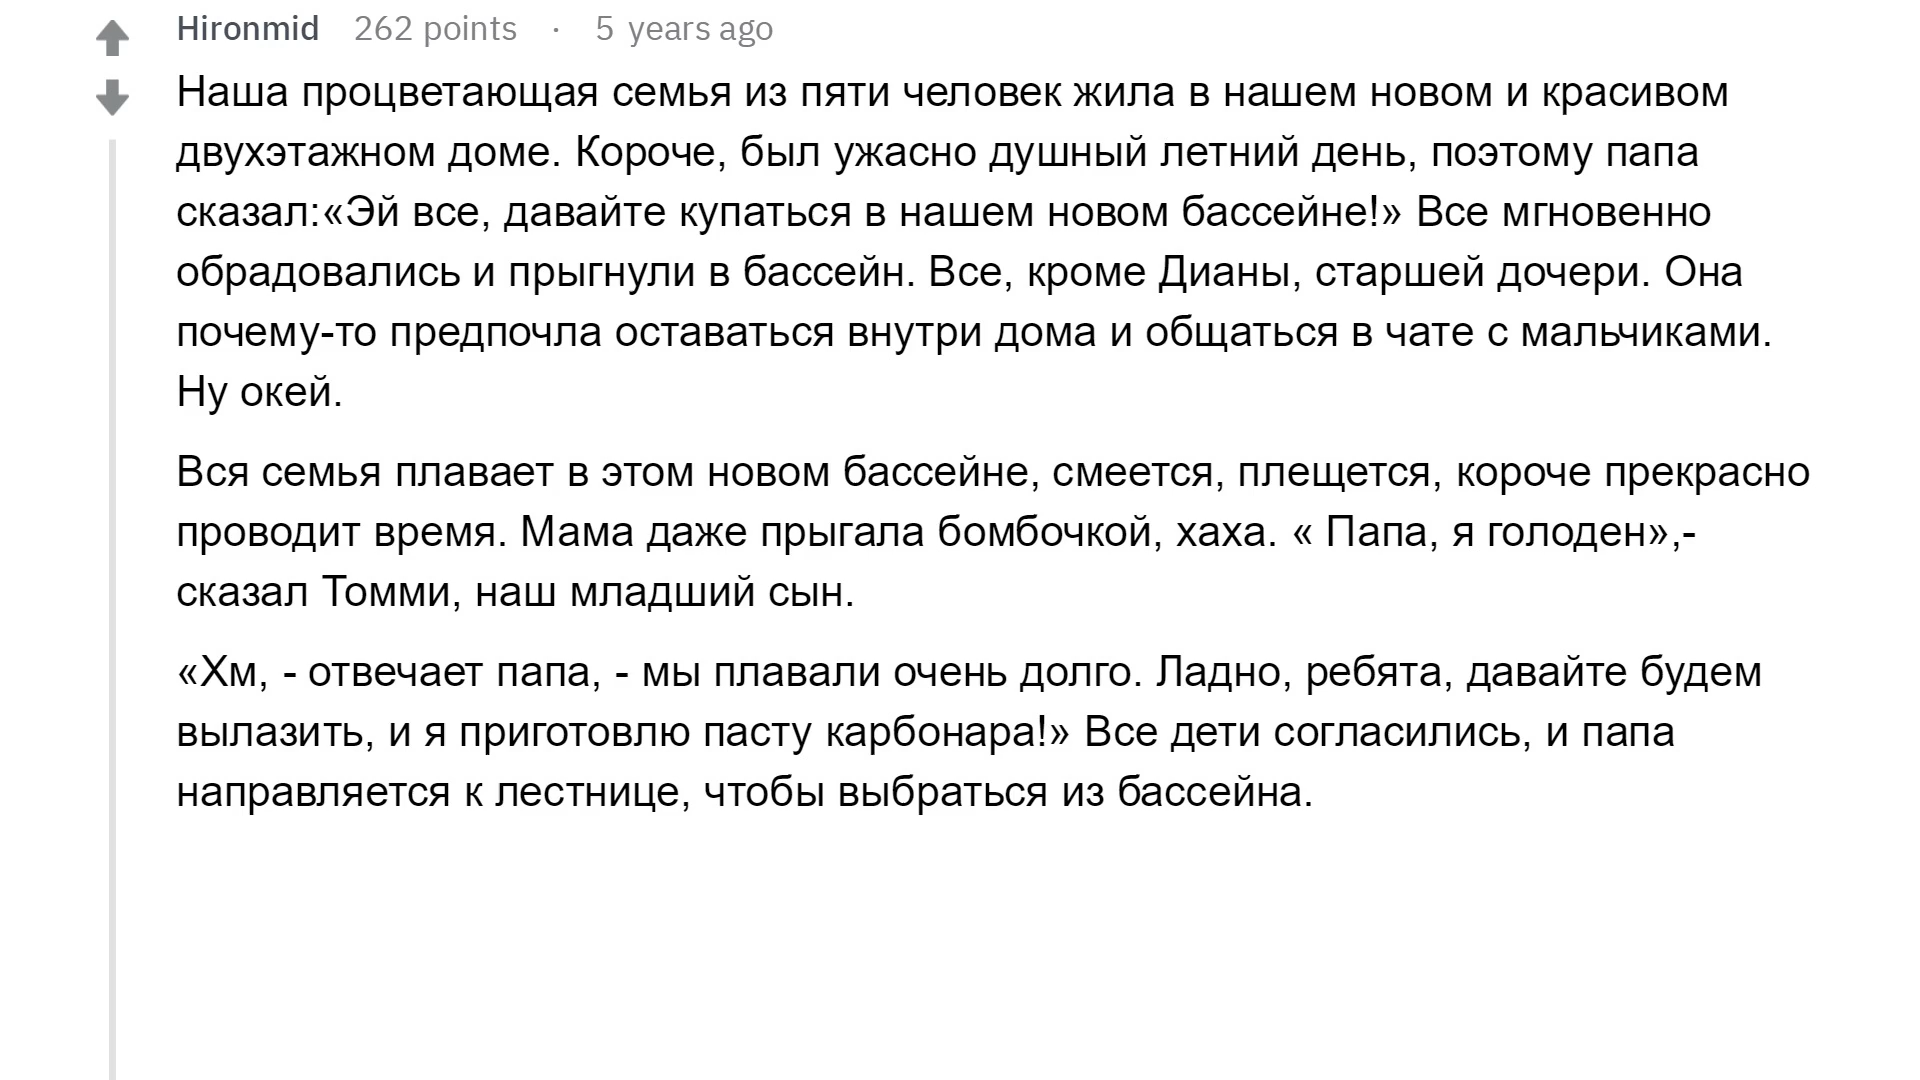 Hironmid 262 points · 5 years ago
Наша процветающая семья из пяти человек жила в нашем новом и красивом
двухэтажном доме. Короче, был ужасно душный летний день, поэтому папа
сказал:«Эй все, давайте купаться в нашем новом бассейне!» Все мгновенно
обрадовались и прыгнули в бассейн. Все, кроме Дианы, старшей дочери. Она
почему-то предпочла оставаться внутри дома и общаться в чате с мальчиками.
Ну окей.
Вся семья плавает в этом новом бассейне, смеется, плещется, короче прекрасно
проводит время. Мама даже прыгала бомбочкой, хаха. « Папа, я голоден»,-
сказал Томми, наш младший сын.
«Хм, - отвечает папа, - мы плавали очень долго. Ладно, ребята, давайте будем
вылазить, и я приготовлю пасту карбонара!» Все дети согласились, и папа
направляется к лестнице, чтобы выбраться из бассейна.